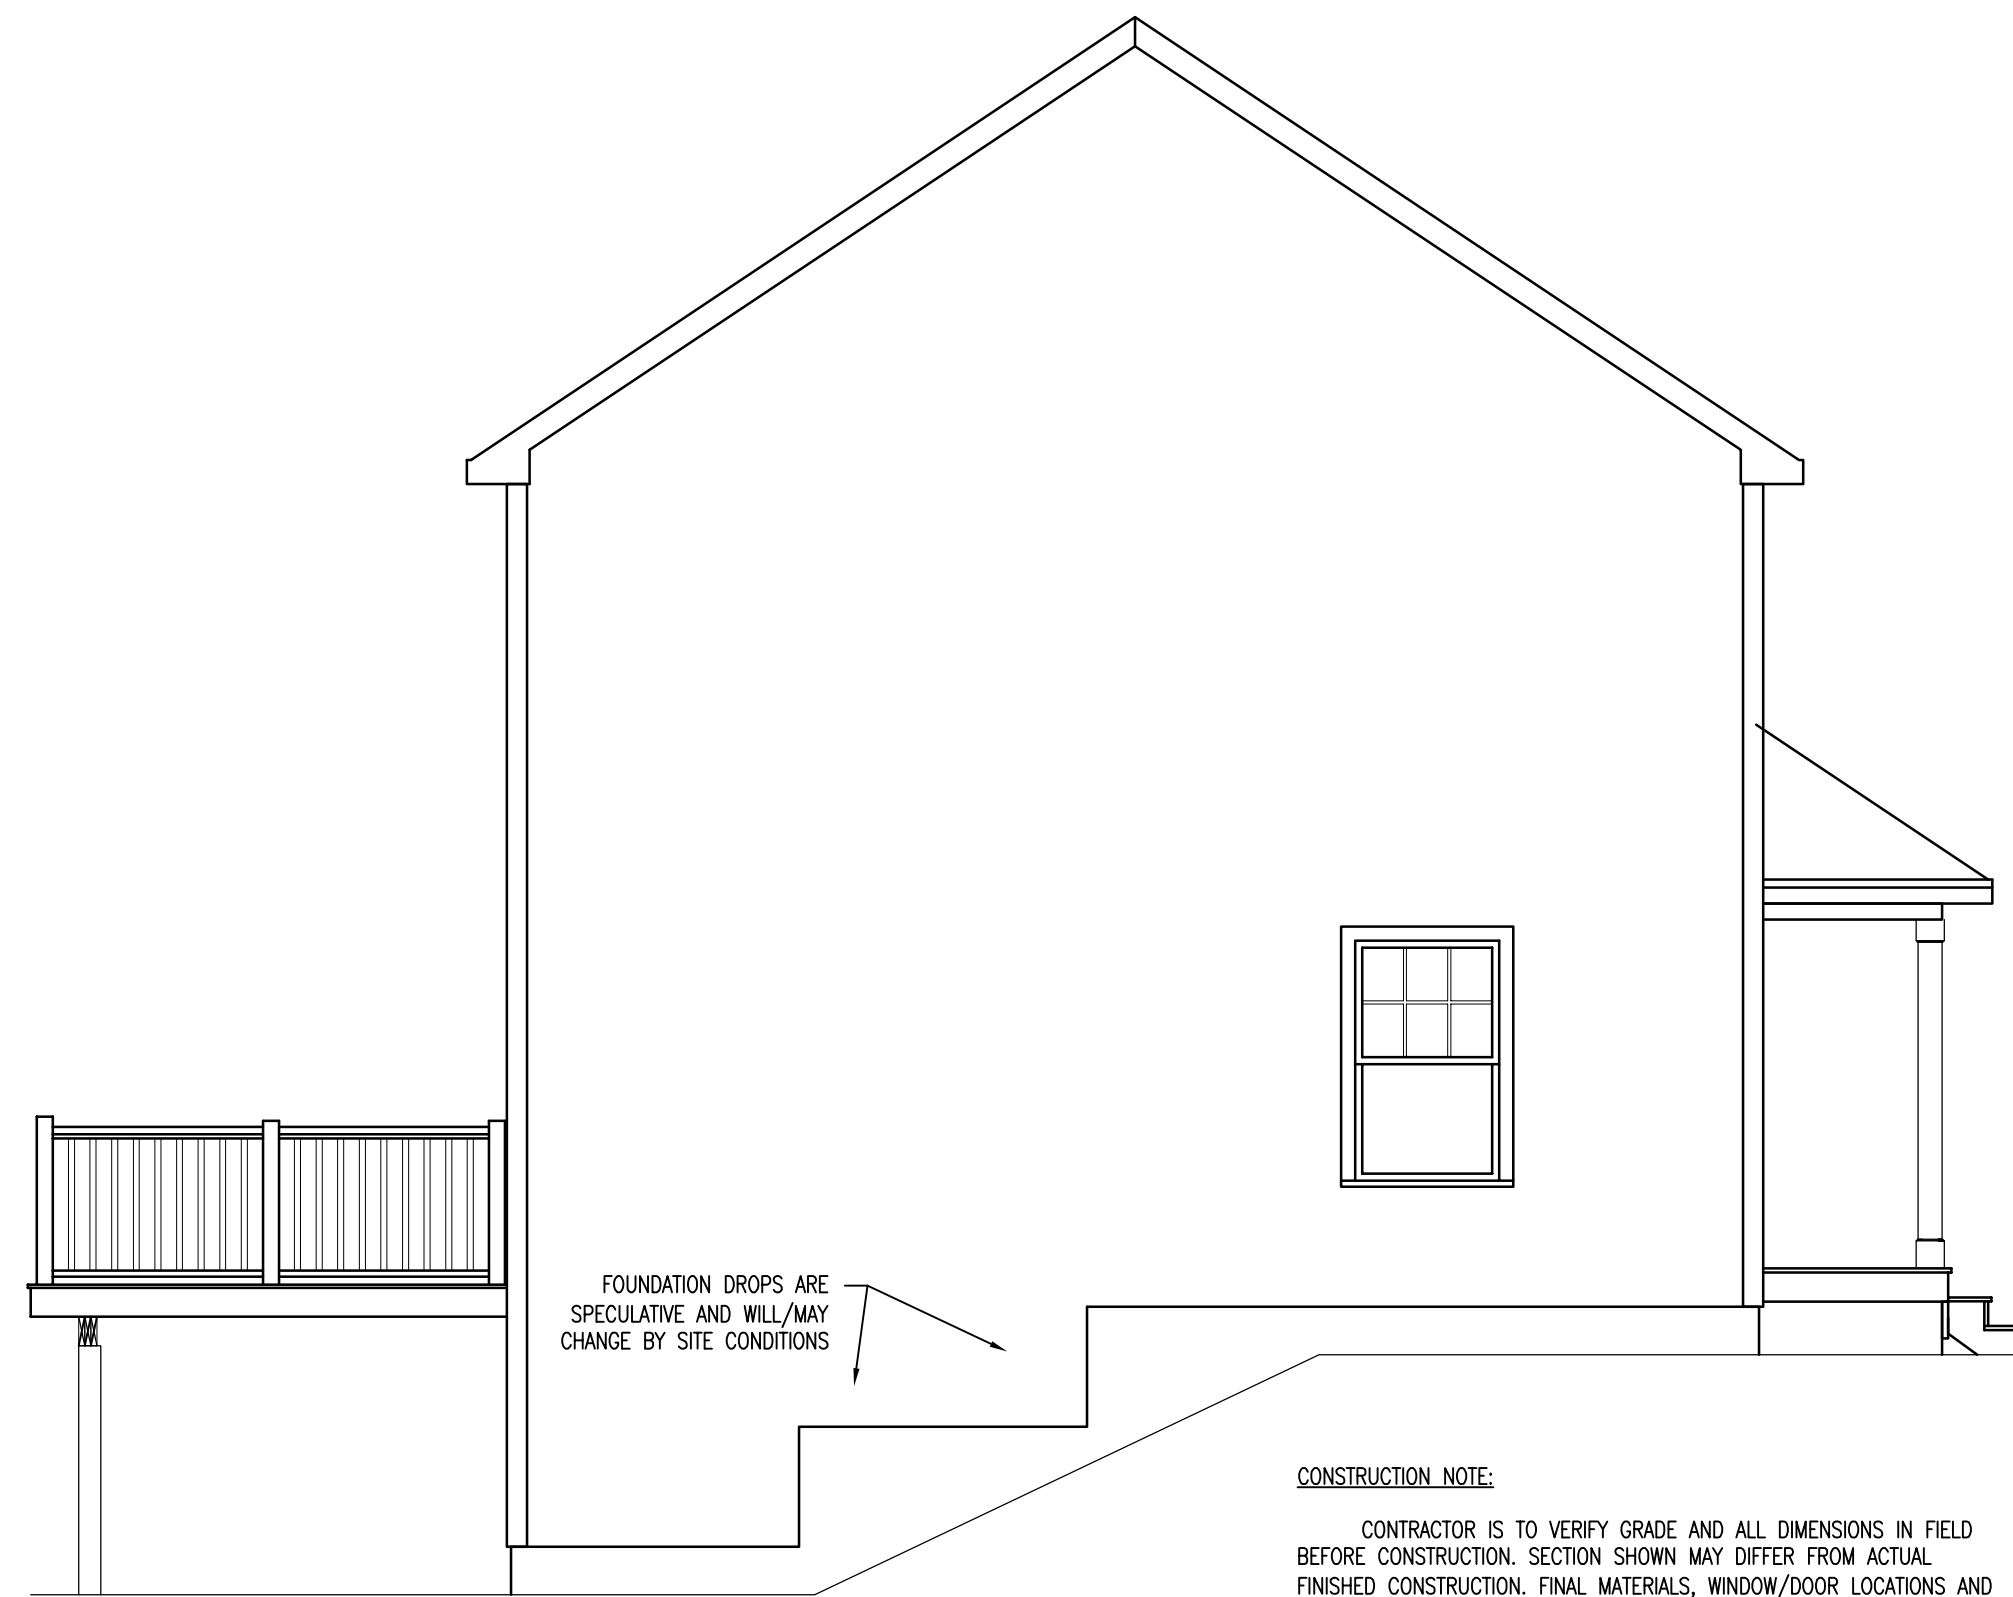 FOUNDATION DROPS ARE
SPECULATIVE AND WILL/MAY
CHANGE BY SITE CONDITIONS
CONSTRUCTION NOTE:
CONTRACTOR IS TO VERIFY GRADE AND ALL DIMENSIONS IN FIELD
BEFORE CONSTRUCTION. SECTION SHOWN MAY DIFFER FROM ACTUAL
FINISHED CONSTRUCTION. FINAL MATERIALS, WINDOW/DOOR LOCATIONS AND